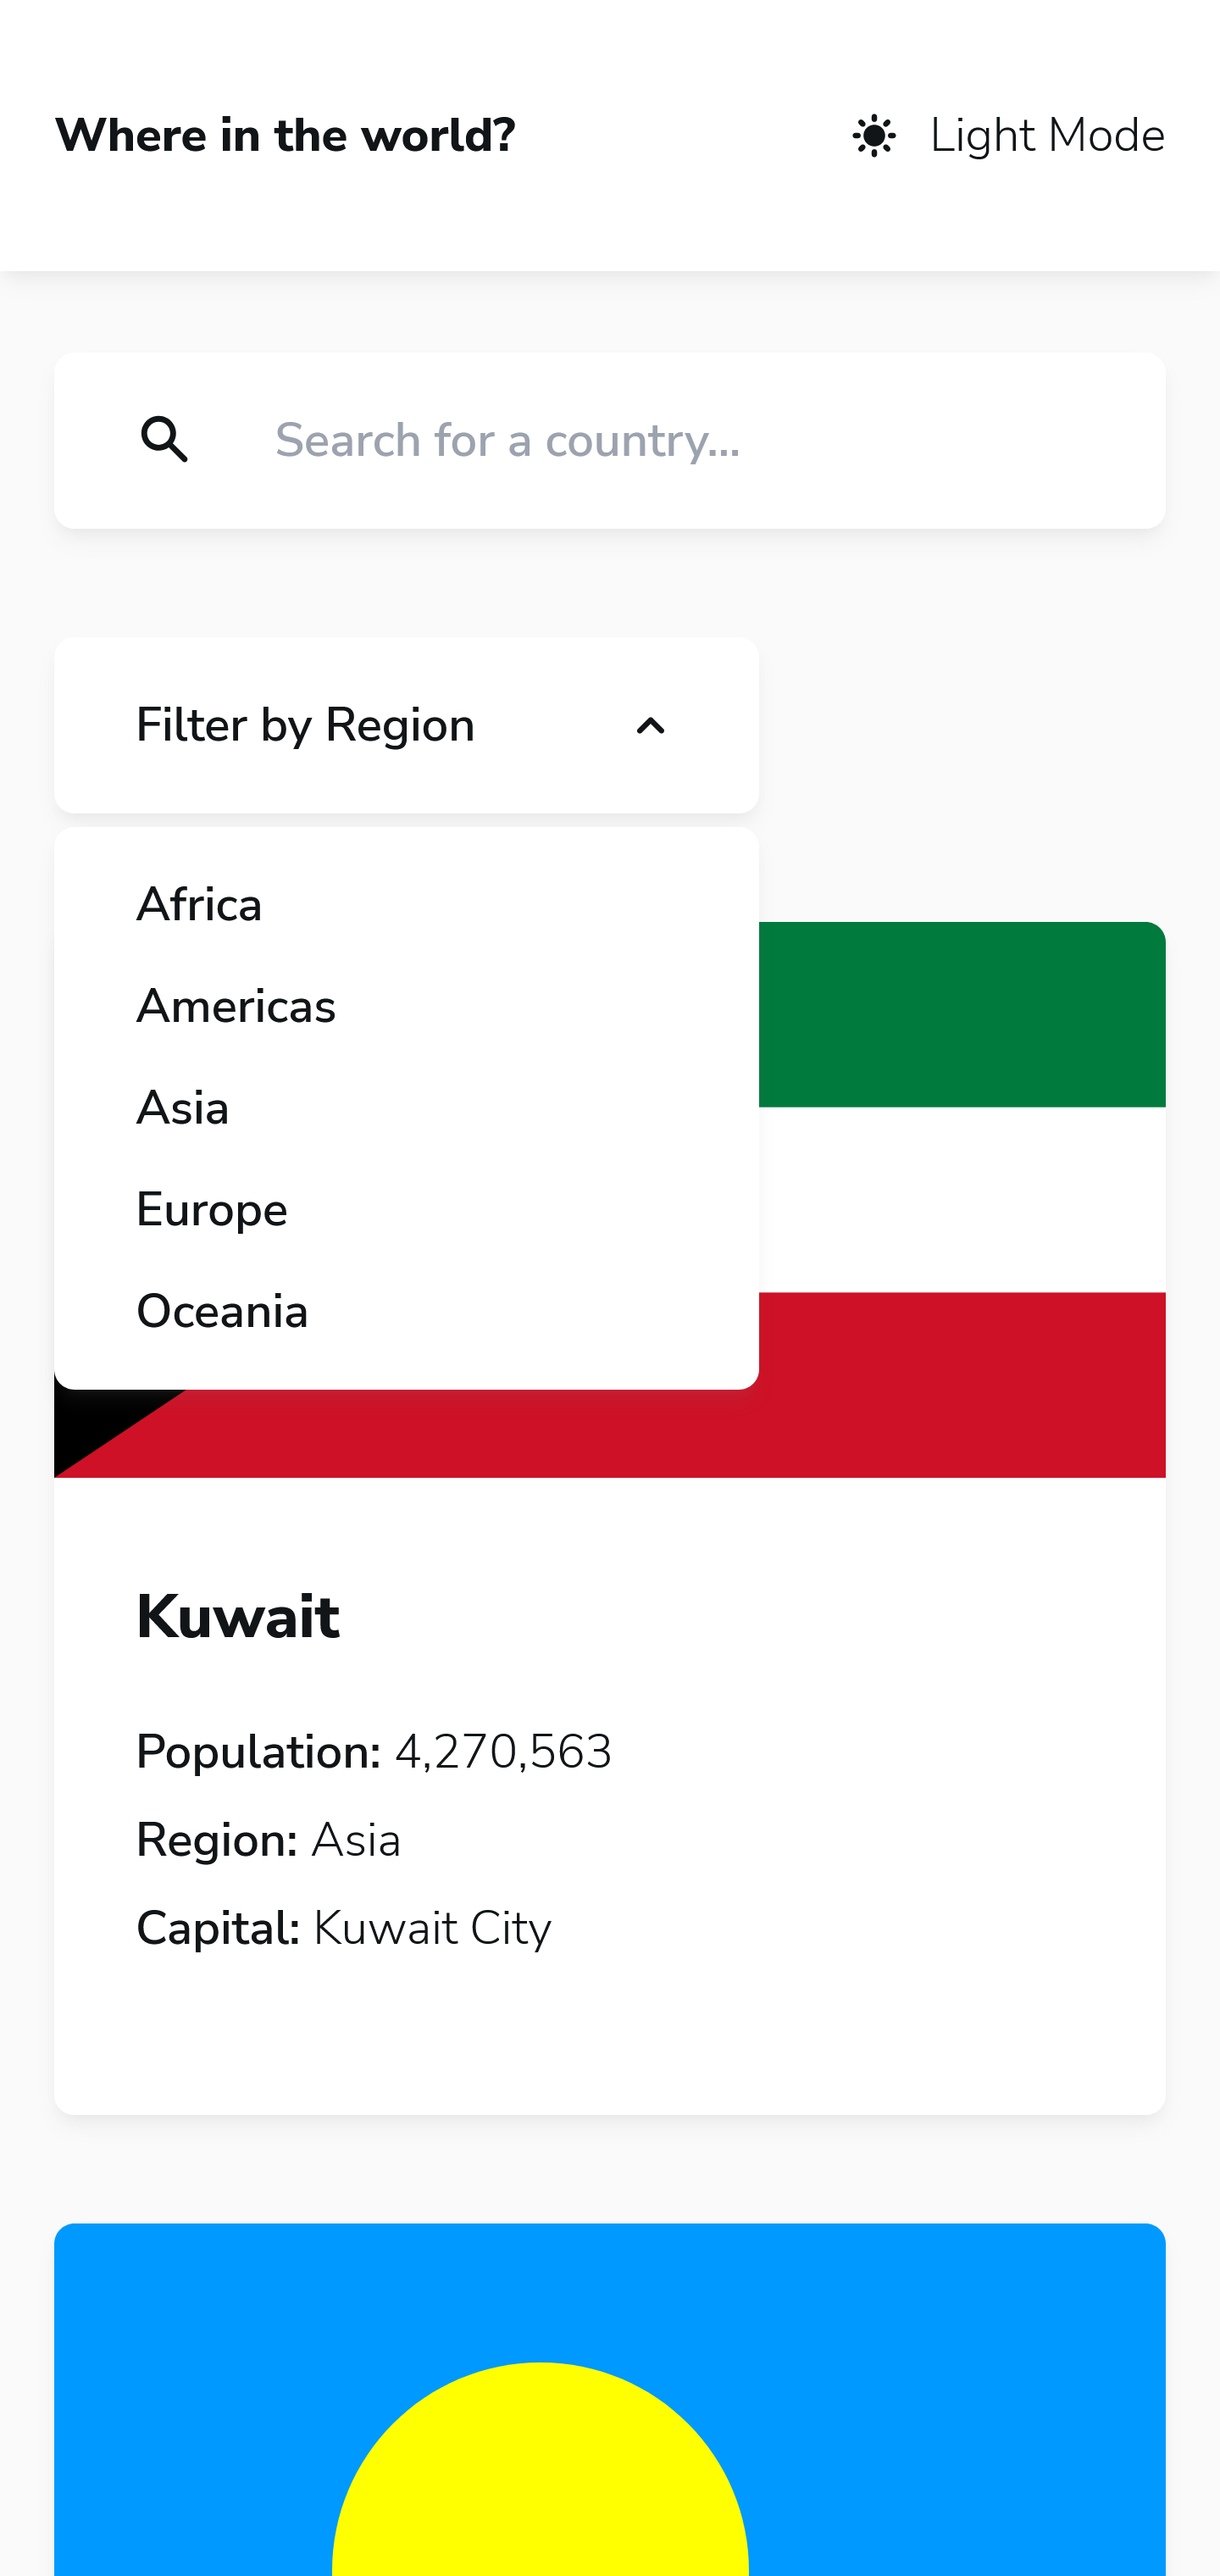 Where in the world?
Light Mode
Search for a country...
Filter by Region
Africa
Americas
Asia
Europe
Oceania
Kuwait
Population: 4,270,563
Region: Asia
Capital: Kuwait City